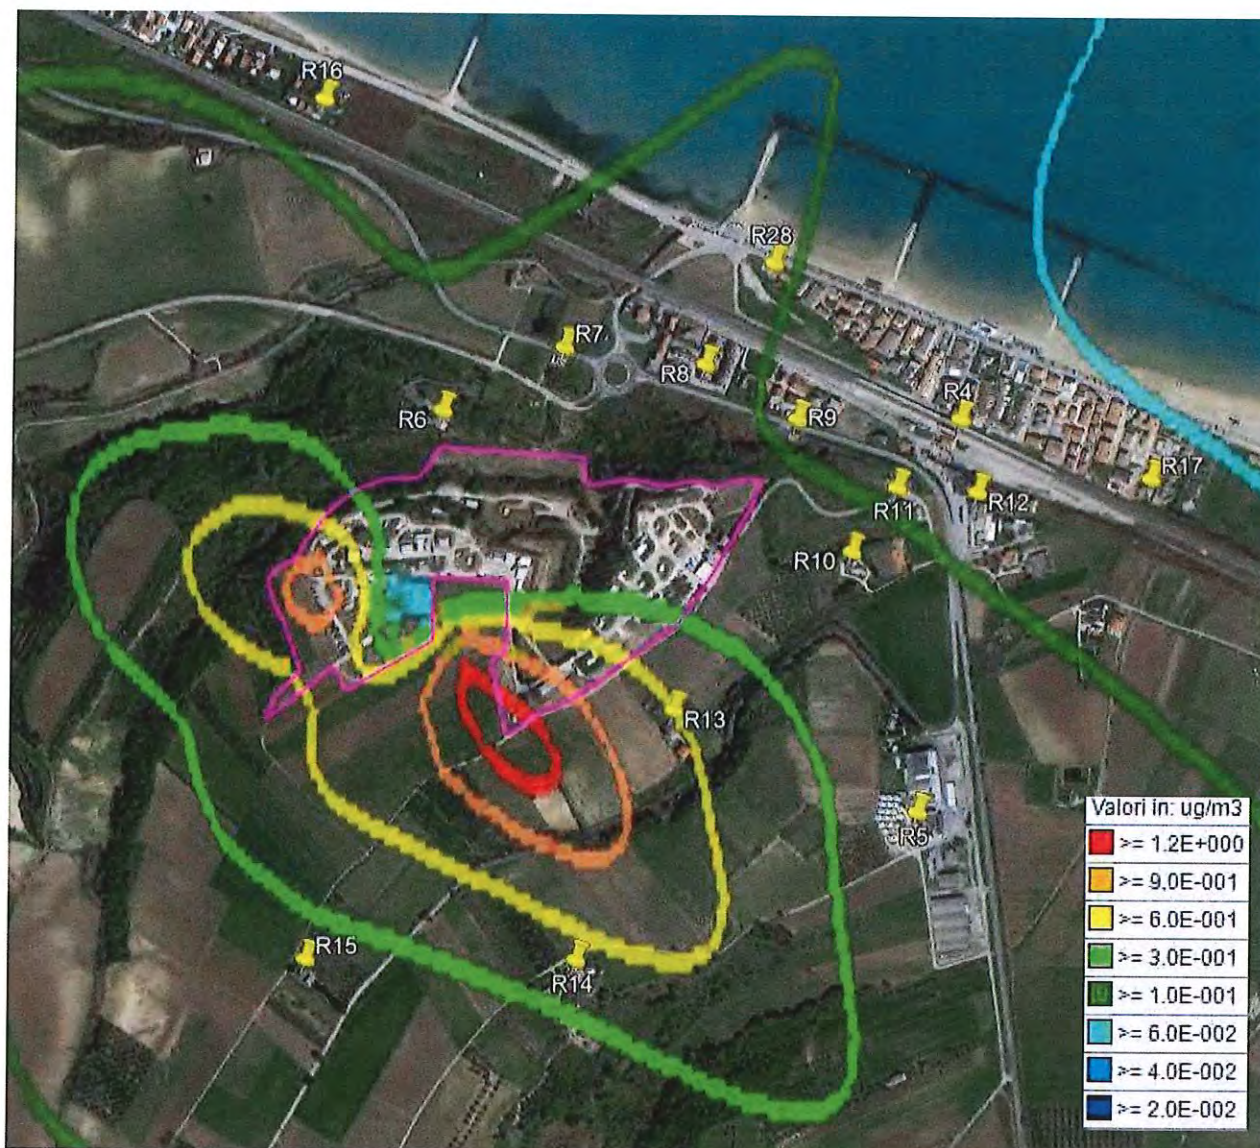 R16
R28
R7
R8
R6
R4
R9
R17
R11
R12
R10
R13
Valori in: ug/m3
>= 1.2E+000
>= 9.0E-001
R5
>= 6.0E-001
R15
>= 3.0E-001
R14
>= 1.0E-001
>= 6.0E-002
>= 4.0E-002
>= 2.0E-002